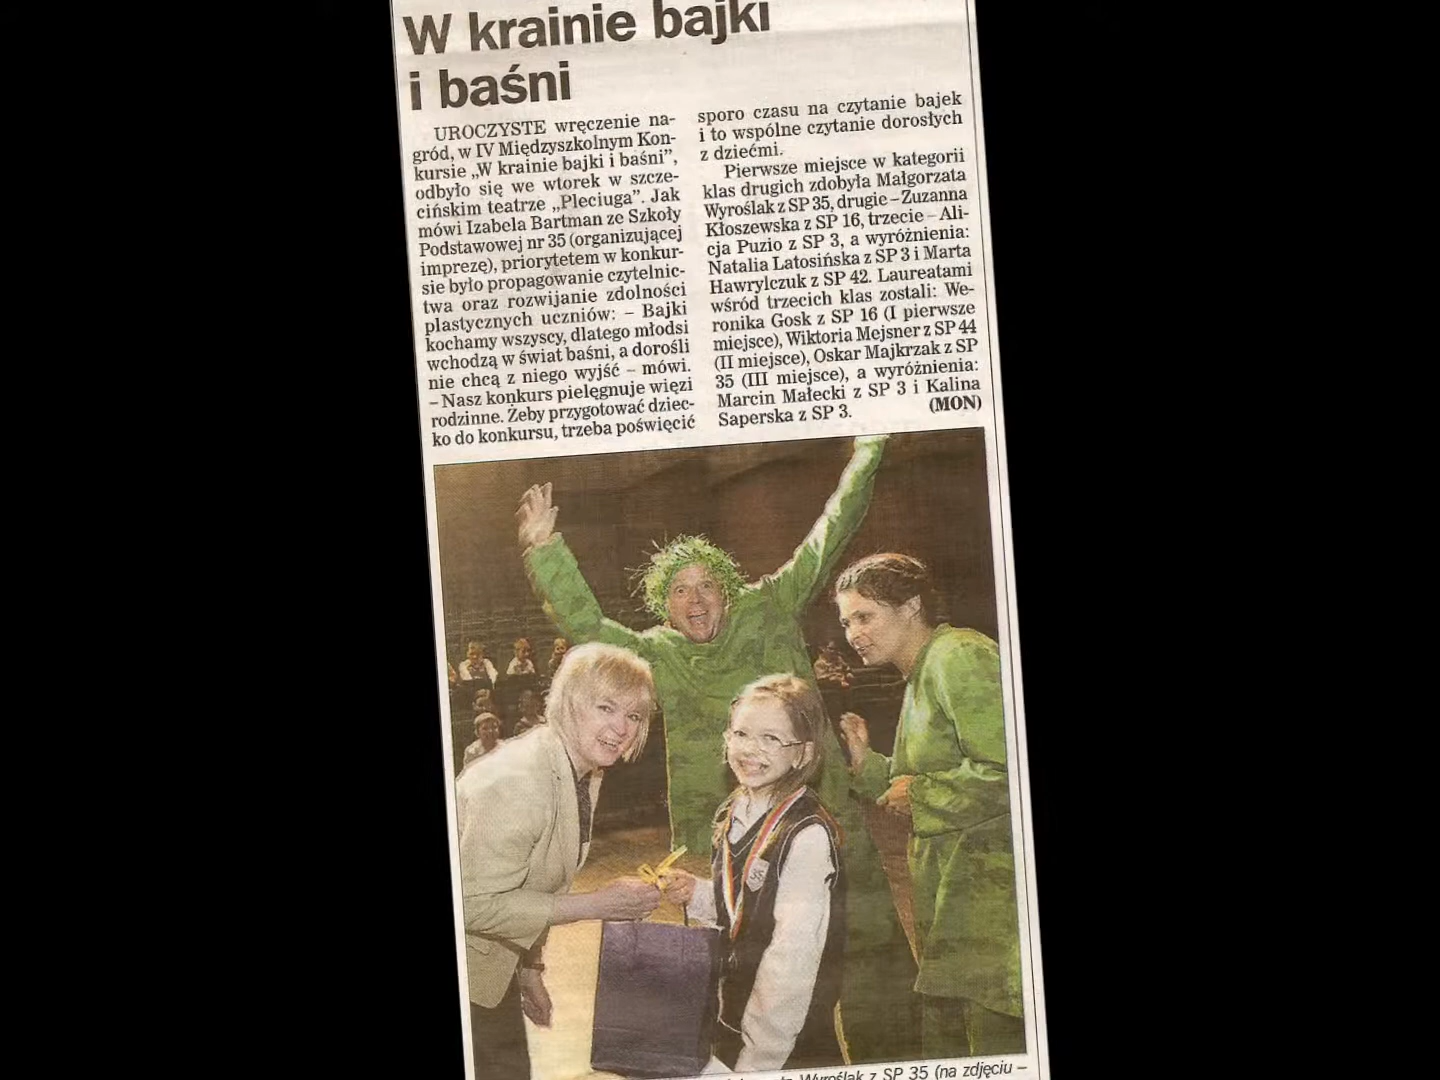 W krainie bajki
i baśni
UROCZYSTE wręczenie na-
gród, w IV Międzyszkolnym Kon-
kursie „W krainie bajki i baśni”,
odbyło się we wtorek w szcze-
cińskim teatrze „Pleciuga”. Jak
mówi Izabela Bartman ze Szkoły
Podstawowej nr 35 (organizującej
imprezę), priorytetem w konkur-
sie było propagowanie czytelnic-
twa oraz rozwijanie zdolności
plastycznych uczniów: – Bajki
kochamy wszyscy, dlatego młodsi
wchodzą w świat baśni, a dorośli
nie chcą z niego wyjść – mówi.
– Nasz konkurs pielęgnuje więzi
rodzinne. Żeby przygotować dziec-
ko do konkursu, trzeba poświęcić
sporo czasu na czytanie bajek
i to wspólne czytanie dorosłych
z dziećmi.
Pierwsze miejsce w kategorii
klas drugich zdobyła Małgorzata
Wyroślak z SP 35, drugie – Zuzanna
Kłoszewska z SP 16, trzecie – Ali-
cja Puzio z SP 3, a wyróżnienia:
Natalia Latosińska z SP 3 i Marta
Hawrylczuk z SP 42. Laureatami
wśród trzecich klas zostali: We-
ronika Gosk z SP 16 (I pierwsze
miejsce), Wiktoria Mejsner z SP 44
(II miejsce), Oskar Majkrzak z SP
35 (III miejsce), a wyróżnienia:
Marcin Małecki z SP 3 i Kalina
Saperska z SP 3. (MON)
35
Wyroślak z SP 35 (na zdjęciu –